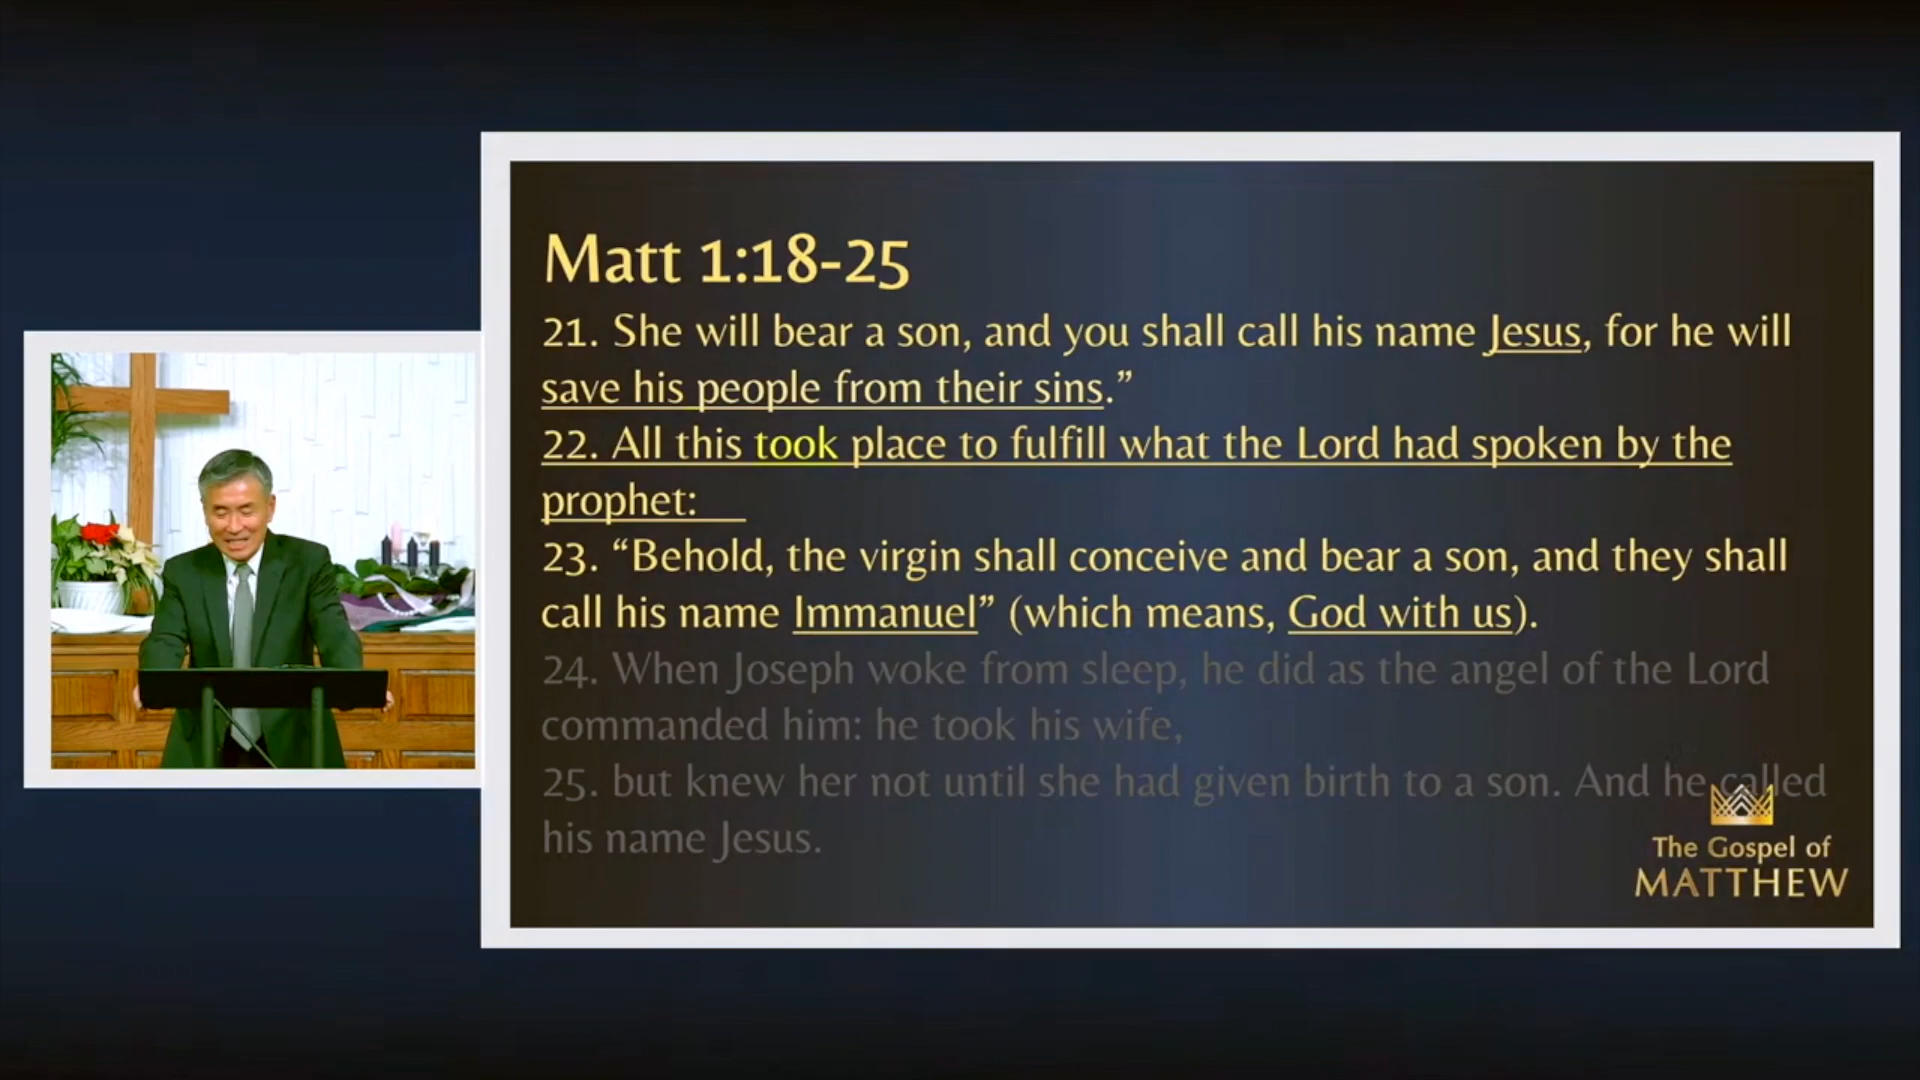 Matt 1:18-25
21. She will bear a son, and you shall call his name Jesus, for he will
save his people from their sins.”
22. All this took place to fulfill what the Lord had spoken by the
prophet:
23. “Behold, the virgin shall conceive and bear a son, and they shall
call his name Immanuel” (which means, God with us).
24. When Joseph woke from sleep, he did as the angel of the Lord
commanded him: he took his wife,
25. but knew her not until she had given birth to a son. And he called
his name Jesus.
The Gospel of
MATTHEW